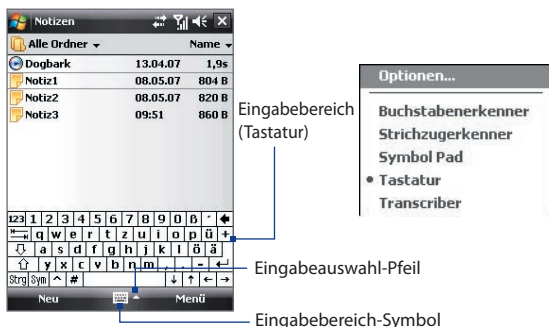 Notizen
Alle Ordner Name
Dogbark 13.04.07 1,9s
Notiz1 08.05.07 804 B
Notiz2 08.05.07 820 B
Notiz3 09:51 860 B
123 1 2 3 4 5 6 7 8 9 0 ß ´
q w e r t z u i o p ü +
a s d f g h j k l ö ä
y x c v b n m , . -
Strg Sym ^ #
Neu Menü
Eingabebereich
(Tastatur)
Eingabeauswahl-Pfeil
Eingabebereich-Symbol
Optionen...
Buchstabenerkenner
Strichzugerkenner
Symbol Pad
Tastatur
Transcriber